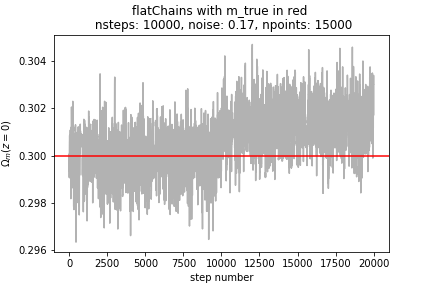 flatChains with m_true in red
nsteps: 10000, noise: 0.17, npoints: 15000
0.304
0.302
0.300
0.298
0.296
Ωm(z = 0)
0 2500 5000 7500 10000 12500 15000 17500 20000
step number